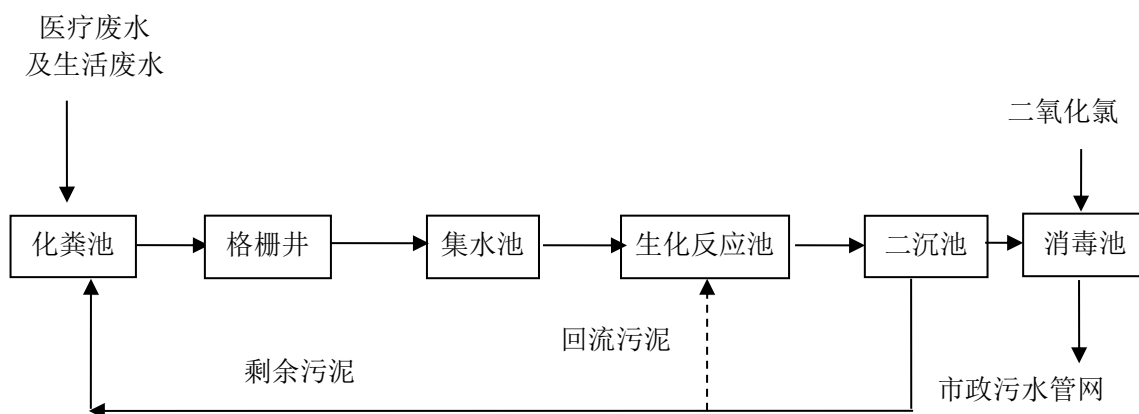 医疗废水
及生活废水
二氧化氯
化粪池
格栅井
集水池
生化反应池
二沉池
消毒池
回流污泥
剩余污泥
市政污水管网